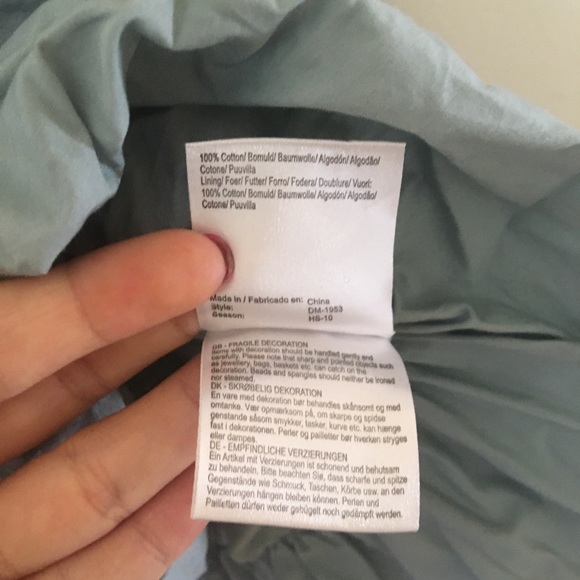 100% Cotton/ Bomuld/ Baumwolle/ Algodón/ Algodão/
Cotone/ Puuvilla
Lining/ Foer/ Futter/ Forro/ Fodera/ Doublure/ Vuori:
100% Cotton/ Bomuld/ Baumwolle/ Algodón/ Algodão/
Cotone/ Puuvilla
Made in / Fabricado en: China
Style: DM-1953
Season: HS-10
GB - FRAGILE DECORATION
Items with decoration should be handled gently and
carefully. Please note that sharp and pointed objects such
as jewellery, bags, baskets etc. can catch on the
decoration. Beads and spangles should neither be ironed
nor steamed.
DK - SKRØBELIG DEKORATION
En vare med dekoration bør behandles skånsomt og med
omtanke. Vær opmærksom på, om skarpe og spidse
genstande såsom smykker, tasker, kurve etc. kan hænge
fast i dekorationen. Perler og pailletter bør hverken stryges
eller dampes.
DE - EMPFINDLICHE VERZIERUNGEN
Ein Artikel mit Verzierungen ist schonend und behutsam
zu behandeln. Bitte beachten Sie, dass scharfe und spitze
Gegenstände wie Schmuck, Taschen, Körbe usw. an den
Verzierungen hängen bleiben können. Perlen und
Pailletten dürfen weder gebügelt noch gedämpft werden.